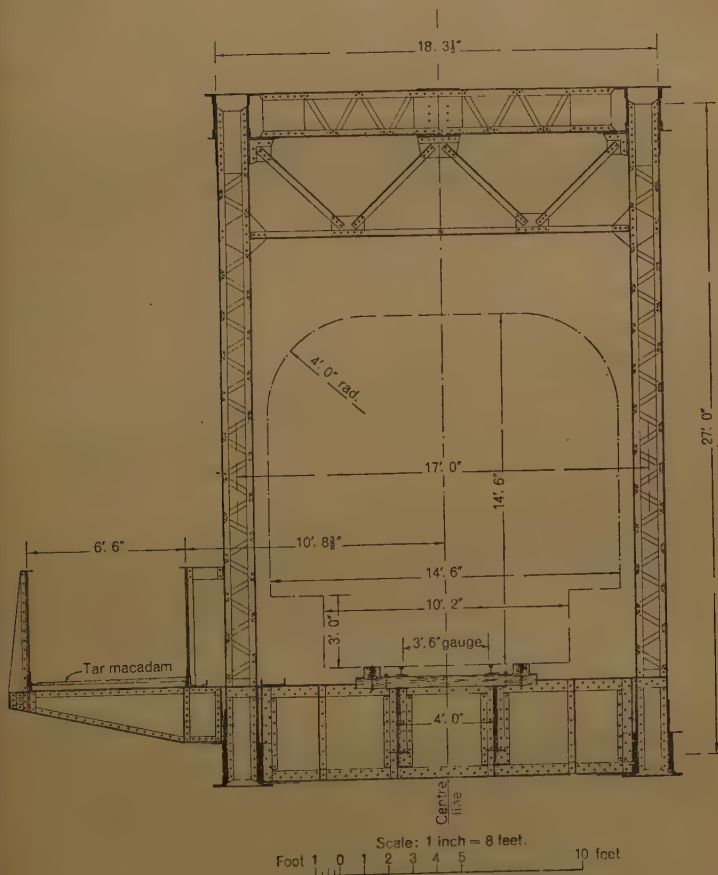 18'. 3½"
4'. 0" rad.
27'. 0"
17'. 0"
14'. 6"
6'. 6"
10'. 8⅜"
14'. 6"
10'. 2"
3'. 0"
3'. 6" gauge
Tar macadam
4'. 0"
Centre
line
Scale: 1 inch = 8 feet.
Foot 1 0 1 2 3 4 5 10 feet